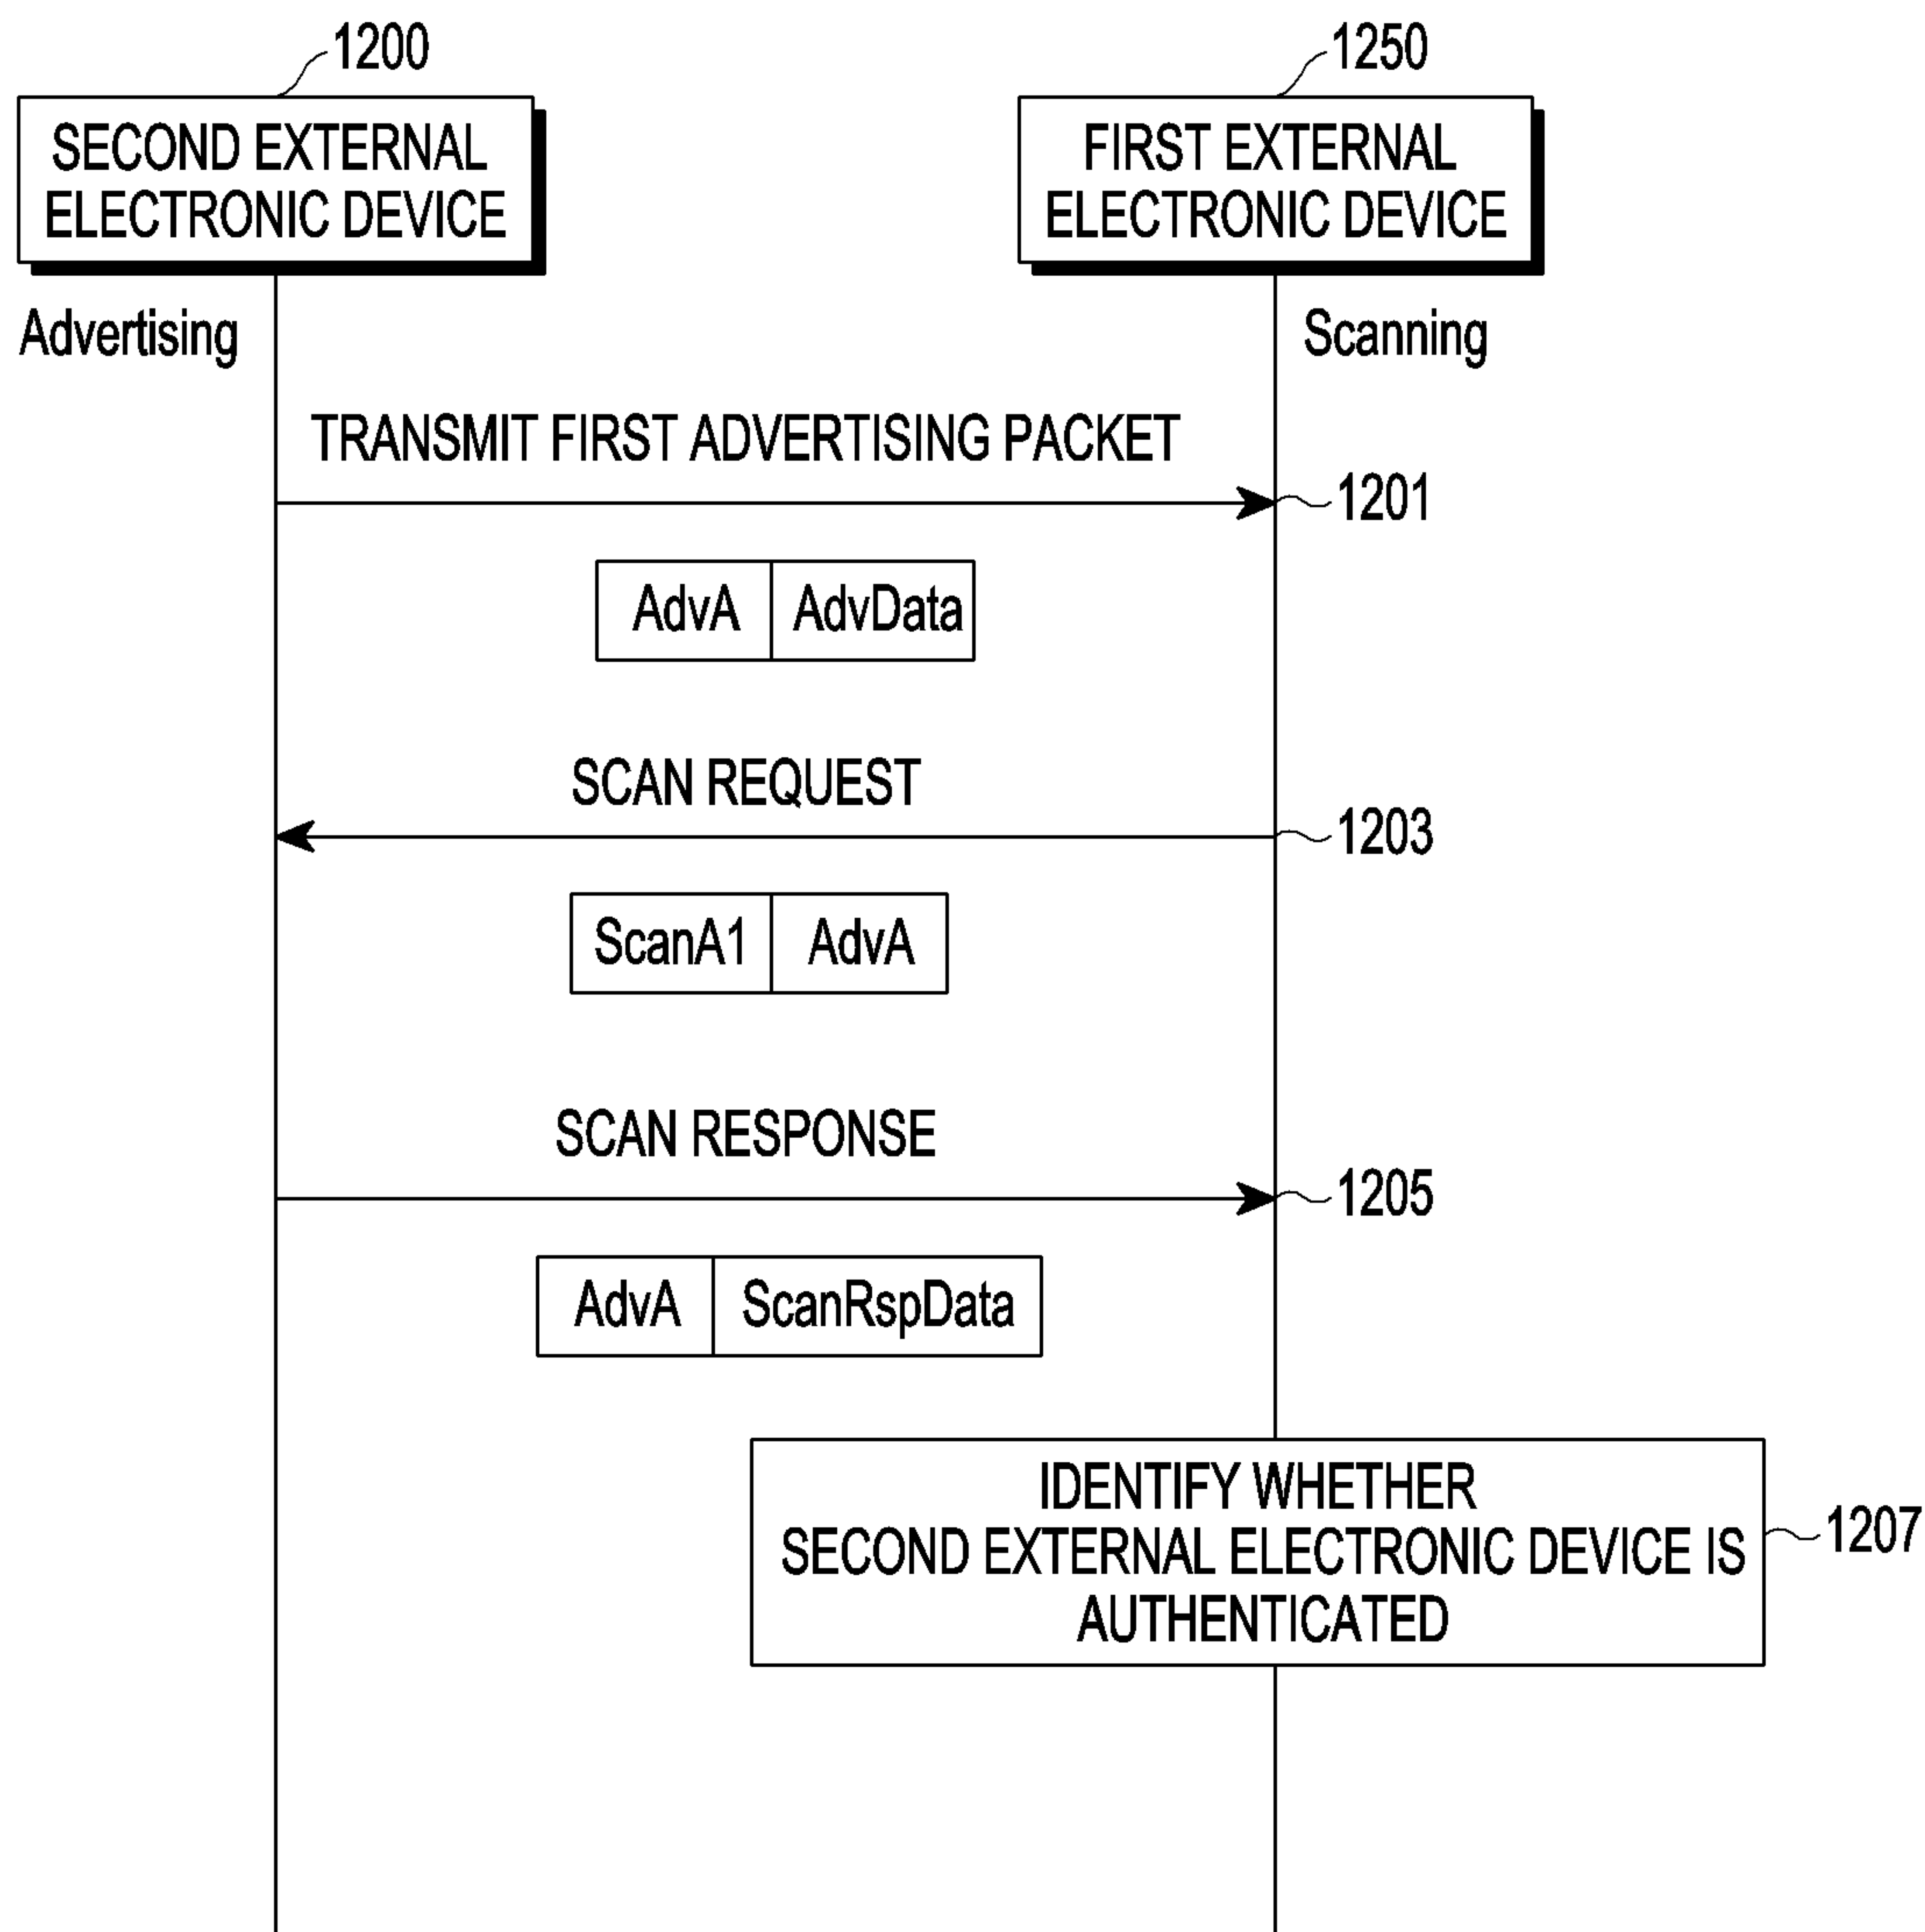 1200
1250
SECOND EXTERNAL
ELECTRONIC DEVICE
FIRST EXTERNAL
ELECTRONIC DEVICE
Advertising
Scanning
TRANSMIT FIRST ADVERTISING PACKET
1201
AdvA AdvData
SCAN REQUEST
1203
ScanA1 AdvA
SCAN RESPONSE
1205
AdvA ScanRspData
IDENTIFY WHETHER
SECOND EXTERNAL ELECTRONIC DEVICE IS
AUTHENTICATED
1207